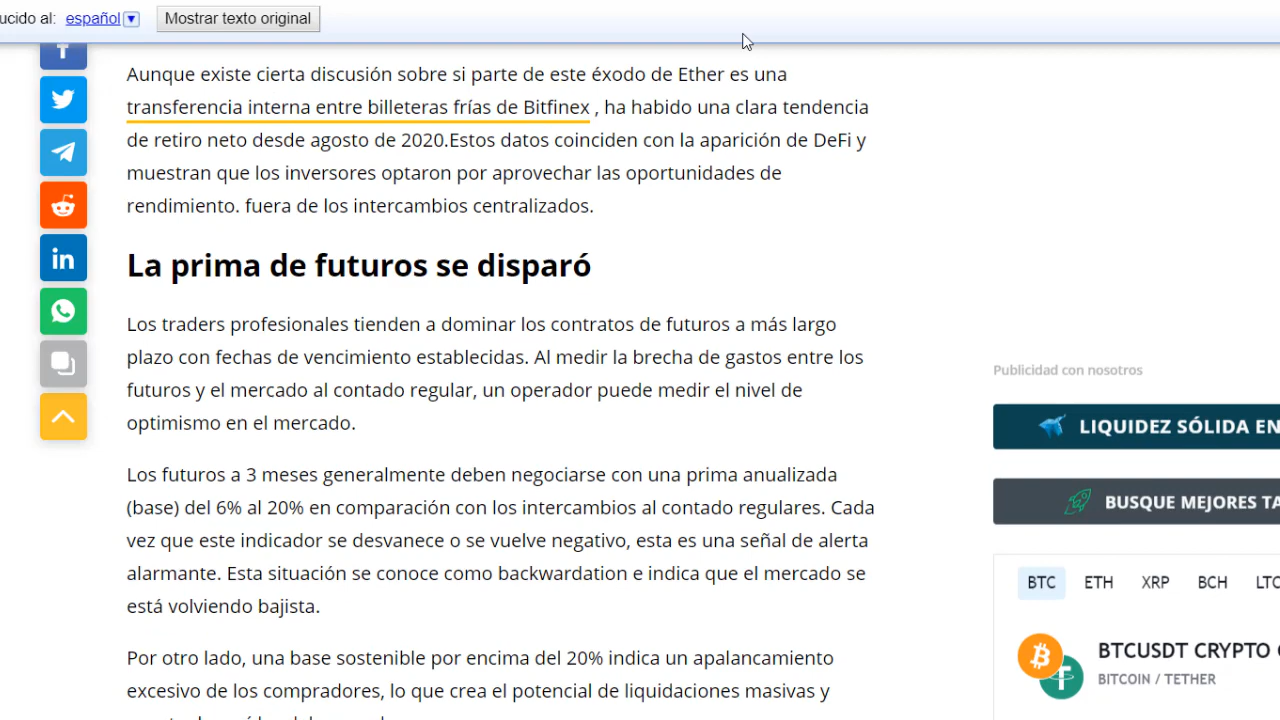 ucido al: español Mostrar texto original
Aunque existe cierta discusión sobre si parte de este éxodo de Ether es una
transferencia interna entre billeteras frías de Bitfinex , ha habido una clara tendencia
de retiro neto desde agosto de 2020.Estos datos coinciden con la aparición de DeFi y
muestran que los inversores optaron por aprovechar las oportunidades de
rendimiento. fuera de los intercambios centralizados.
La prima de futuros se disparó
Los traders profesionales tienden a dominar los contratos de futuros a más largo
plazo con fechas de vencimiento establecidas. Al medir la brecha de gastos entre los
futuros y el mercado al contado regular, un operador puede medir el nivel de
optimismo en el mercado.
Los futuros a 3 meses generalmente deben negociarse con una prima anualizada
(base) del 6% al 20% en comparación con los intercambios al contado regulares. Cada
vez que este indicador se desvanece o se vuelve negativo, esta es una señal de alerta
alarmante. Esta situación se conoce como backwardation e indica que el mercado se
está volviendo bajista.
Por otro lado, una base sostenible por encima del 20% indica un apalancamiento
excesivo de los compradores, lo que crea el potencial de liquidaciones masivas y
Publicidad con nosotros
LIQUIDEZ SÓLIDA EN
BUSQUE MEJORES TA
BTC ETH XRP BCH LTC
BTCUSDT CRYPTO
BITCOIN / TETHER